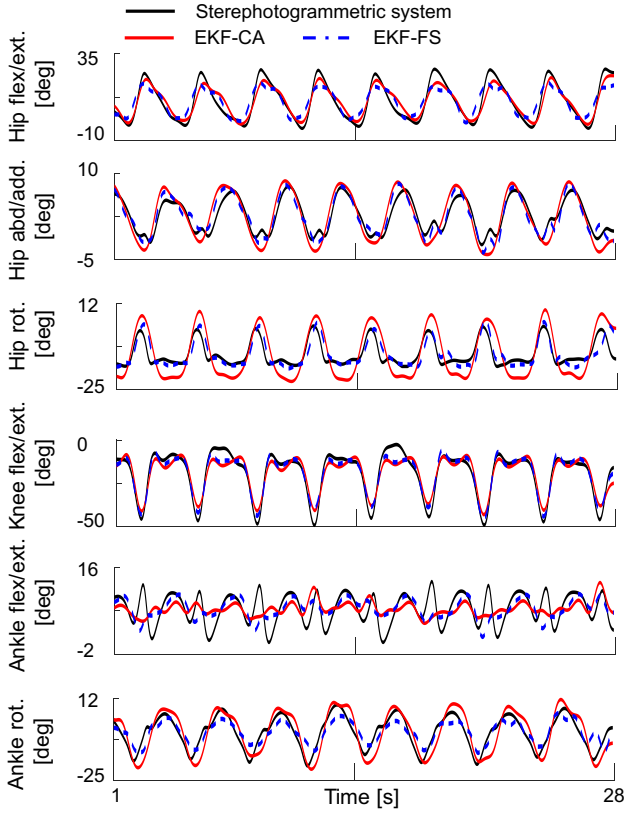 Sterephotogrammetric system
EKF-CA EKF-FS
Hip flex/ext.
[deg]
35
-10
Hip abd/add.
[deg]
10
-5
Hip rot.
[deg]
12
-25
Knee flex/ext.
[deg]
0
-50
Ankle flex/ext.
[deg]
16
-2
Ankle rot.
[deg]
12
-25
1 Time [s] 28